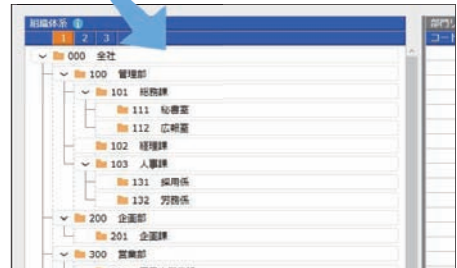 組織体系
1 2 3
部門リ
コード
000 全社
100 管理部
101 総務課
111 秘書室
112 広報室
102 経理課
103 人事課
131 採用係
132 労務係
200 企画部
201 企画課
300 営業部